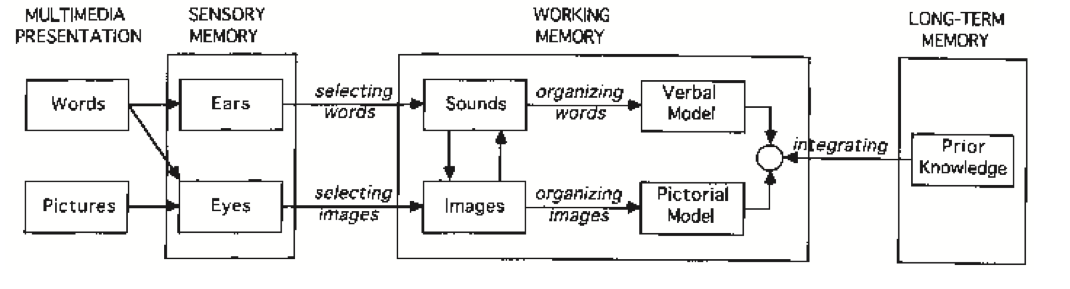 MULTIMEDIA
PRESENTATION
SENSORY
MEMORY
WORKING
MEMORY
LONG-TERM
MEMORY
Words
Ears
selecting
words
Sounds
organizing
words
Verbal
Model
integrating
Prior
Knowledge
Pictures
Eyes
selecting
images
Images
organizing
images
Pictorial
Model